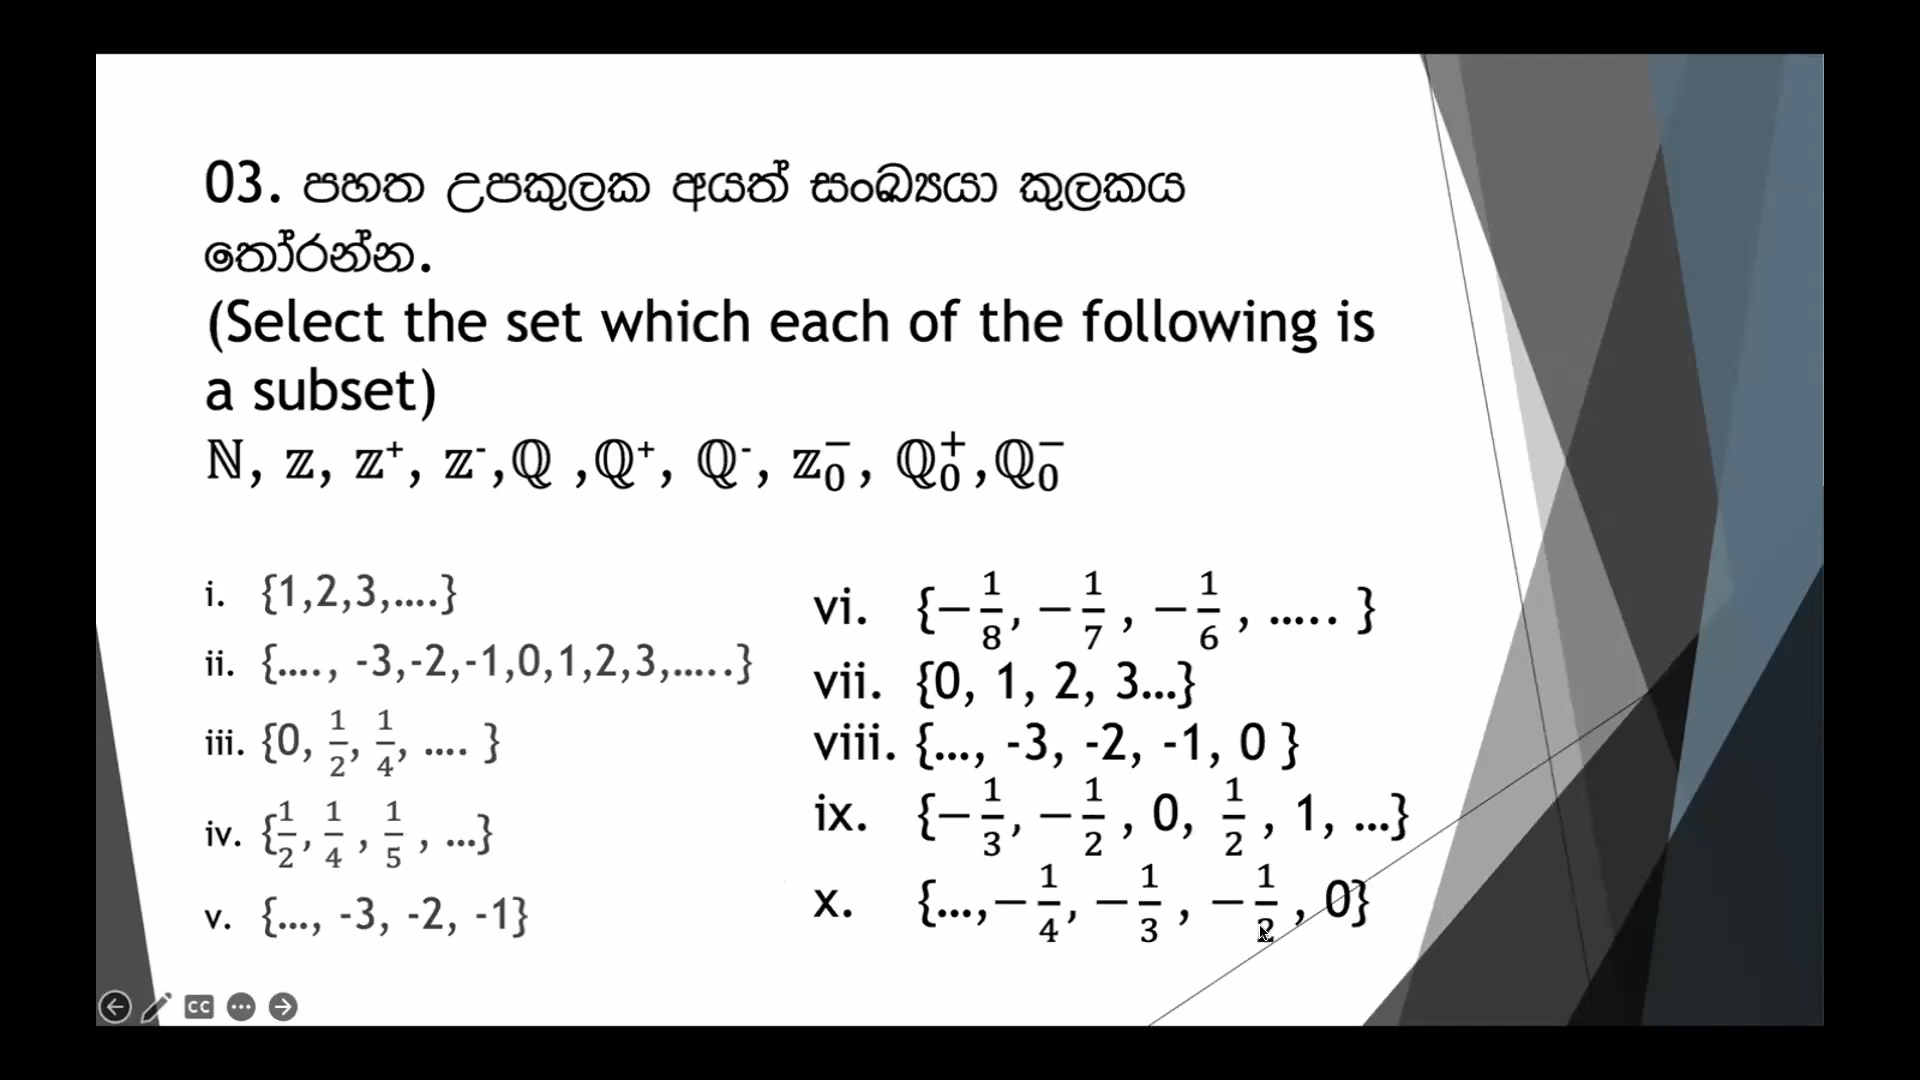 03. පහත උපකුලක අයත් සංඛ්‍යයා කුලකය
තෝරන්න.
(Select the set which each of the following is
a subset)
ℕ, ℤ, ℤ⁺, ℤ⁻,ℚ ,ℚ⁺, ℚ⁻, ℤ₀⁻, ℚ₀⁺,ℚ₀⁻
i. {1,2,3,....}
ii. {...., -3,-2,-1,0,1,2,3,.....}
iii. {0, 1/2, 1/4, .... }
iv. {1/2, 1/4 , 1/5 , ...}
v. {..., -3, -2, -1}
vi. {−1/8, −1/7 , −1/6 , ..... }
vii. {0, 1, 2, 3...}
viii. {..., -3, -2, -1, 0 }
ix. {−1/3, −1/2 , 0, 1/2 , 1, ...}
x. {...,−1/4, −1/3 , −1/2 , 0}
CC